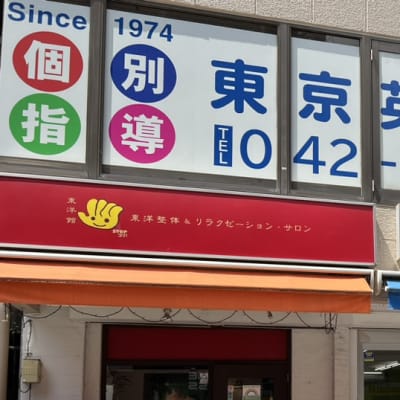 Since 1974
個別
指導
東京英
TEL 042-
東洋館
東洋整体 & リラクゼーション・サロン